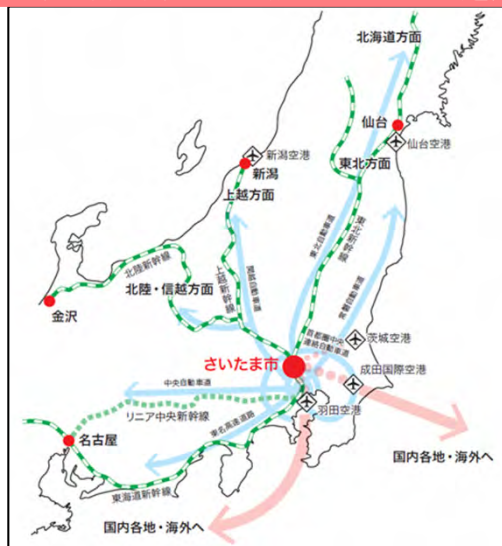 北海道方面
仙台
仙台空港
新潟空港
新潟
東北方面
上越方面
東北自動車道
東北新幹線
常磐自動車道
北陸新幹線
上越新幹線
関越自動車道
北陸・信越方面
金沢
首都圏中央
連絡自動車道
茨城空港
さいたま市
成田国際空港
中央自動車道
羽田空港
リニア中央新幹線
東名高速道路
名古屋
国内各地・海外へ
東海道新幹線
国内各地・海外へ